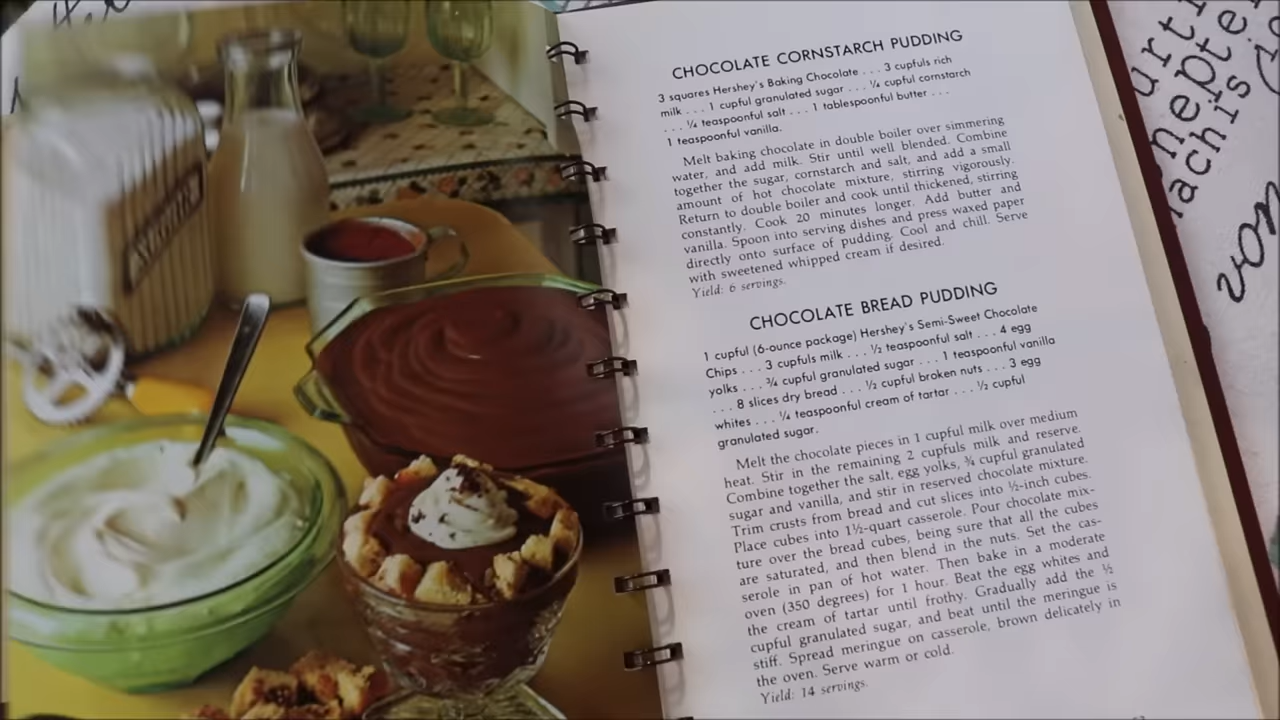 CHOCOLATE CORNSTARCH PUDDING
3 squares Hershey's Baking Chocolate . . . 3 cupfuls rich
milk . . . 1 cupful granulated sugar . . . ¼ cupful cornstarch
. . . ¼ teaspoonful salt . . . 1 tablespoonful butter . . .
1 teaspoonful vanilla.
Melt baking chocolate in double boiler over simmering
water, and add milk. Stir until well blended. Combine
together the sugar, cornstarch and salt, and add a small
amount of hot chocolate mixture, stirring vigorously.
Return to double boiler and cook until thickened, stirring
constantly. Cook 20 minutes longer. Add butter and
vanilla. Spoon into serving dishes and press waxed paper
directly onto surface of pudding. Cool and chill. Serve
with sweetened whipped cream if desired.
Yield: 6 servings.
CHOCOLATE BREAD PUDDING
1 cupful (6-ounce package) Hershey's Semi-Sweet Chocolate
Chips . . . 3 cupfuls milk . . . ½ teaspoonful salt . . . 4 egg
yolks . . . ¾ cupful granulated sugar . . . 1 teaspoonful vanilla
. . . 8 slices dry bread . . . ½ cupful broken nuts . . . 3 egg
whites . . . ¼ teaspoonful cream of tartar . . . ½ cupful
granulated sugar.
Melt the chocolate pieces in 1 cupful milk over medium
heat. Stir in the remaining 2 cupfuls milk and reserve.
Combine together the salt, egg yolks, ¾ cupful granulated
sugar and vanilla, and stir in reserved chocolate mixture.
Trim crusts from bread and cut slices into ½-inch cubes.
Place cubes into 1½-quart casserole. Pour chocolate mix-
ture over the bread cubes, being sure that all the cubes
are saturated, and then blend in the nuts. Set the cas-
serole in pan of hot water. Then bake in a moderate
oven (350 degrees) for 1 hour. Beat the egg whites and
the cream of tartar until frothy. Gradually add the ½
cupful granulated sugar, and beat until the meringue is
stiff. Spread meringue on casserole, brown delicately in
the oven. Serve warm or cold.
Yield: 14 servings.